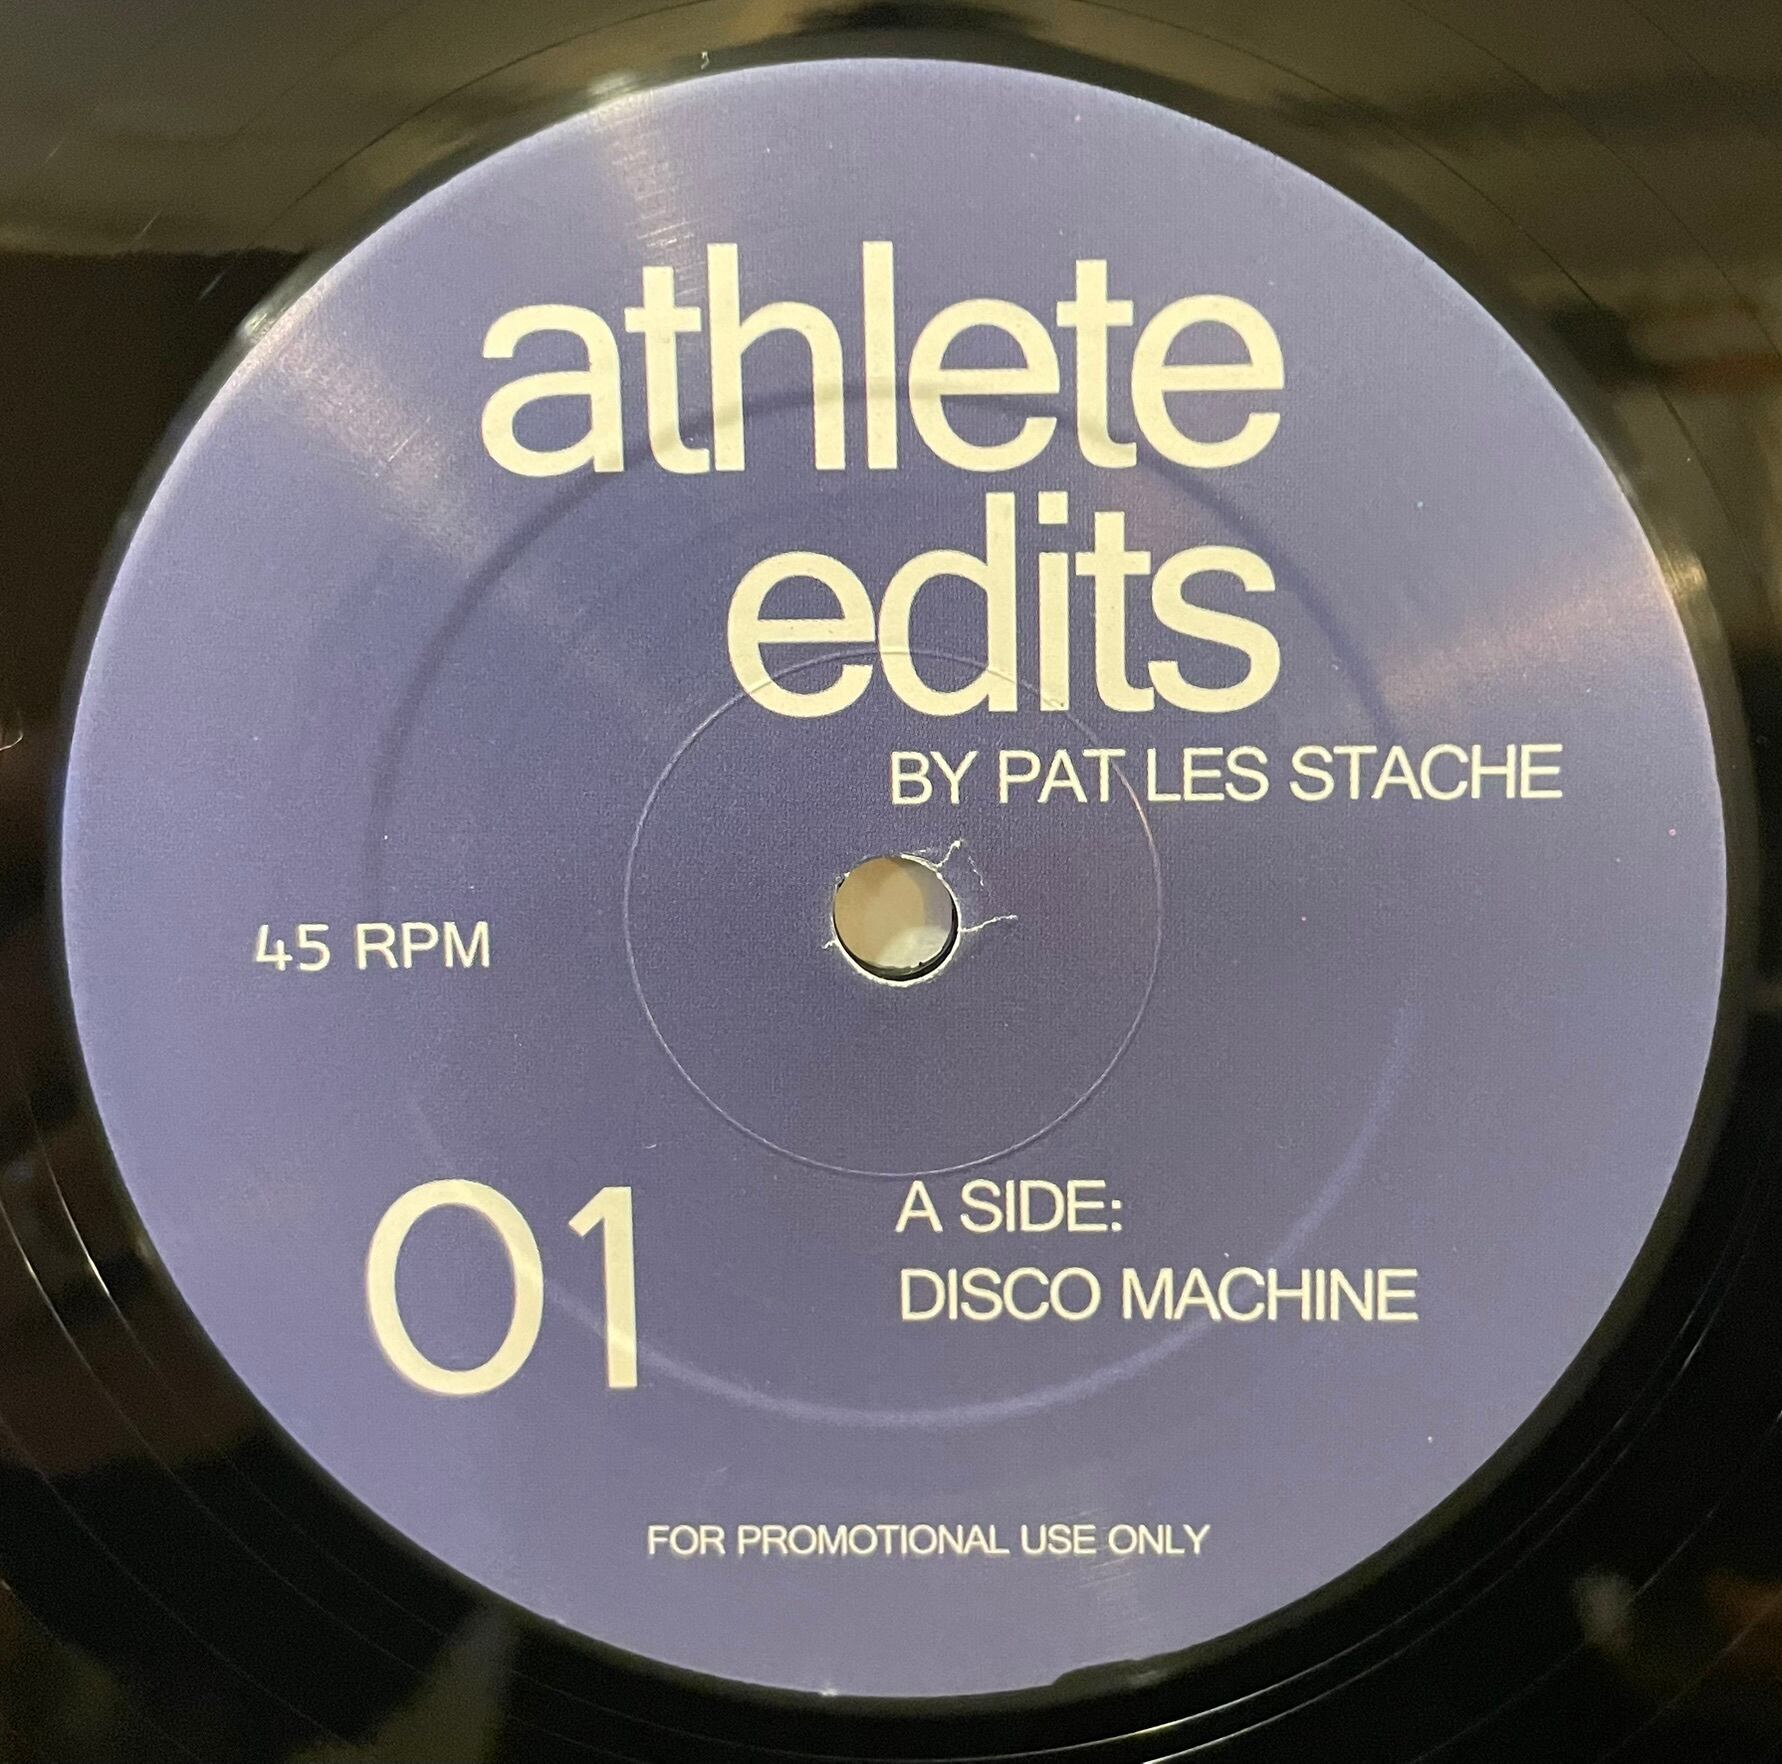 athlete
edits
BY PAT LES STACHE
45 RPM
01
A SIDE:
DISCO MACHINE
FOR PROMOTIONAL USE ONLY